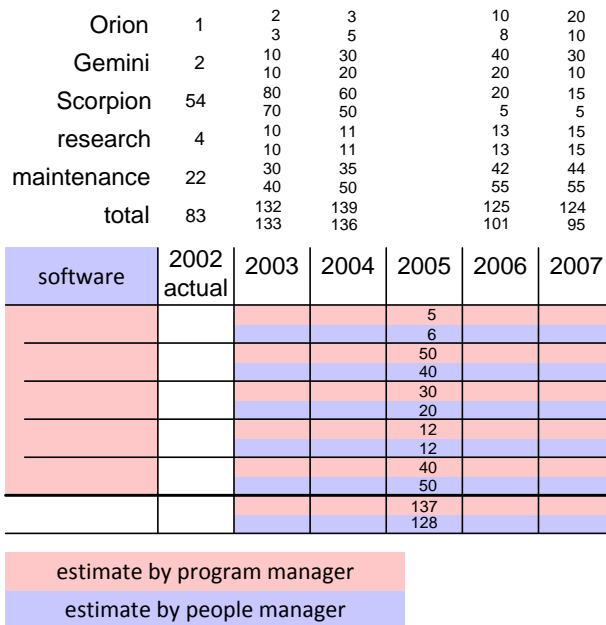 Orion 1 2 3 10 20
3 5 8 10
Gemini 2 10 30 40 30
10 20 20 10
Scorpion 54 80 60 20 15
70 50 5 5
research 4 10 11 13 15
10 11 13 15
maintenance 22 30 35 42 44
40 50 55 55
total 83 132 139 125 124
133 136 101 95
software 2002 actual 2003 2004 2005 2006 2007
5
6
50
40
30
20
12
12
40
50
137
128
estimate by program manager
estimate by people manager